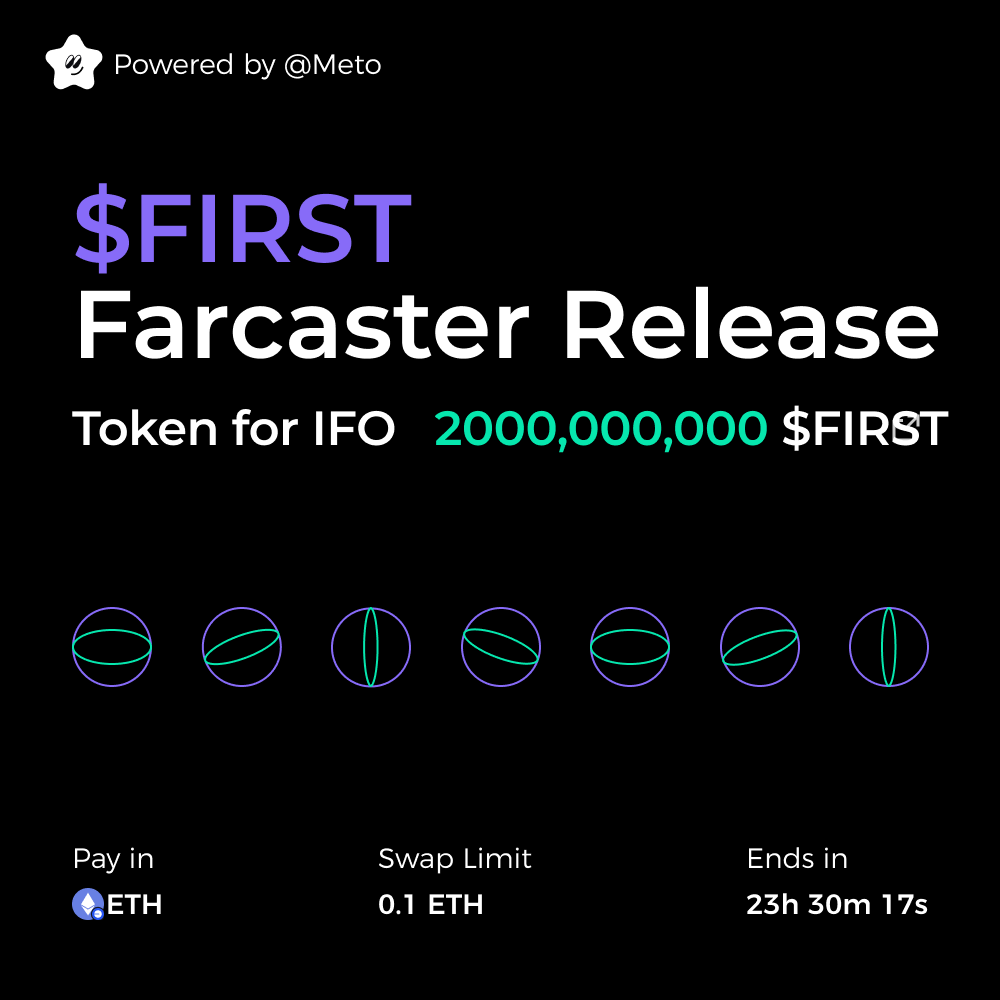 Powered by @Meto
$FIRST
Farcaster Release
Token for IFO 2000,000,000 $FIRST
Pay in Swap Limit Ends in
ETH 0.1 ETH 23h 30m 17s